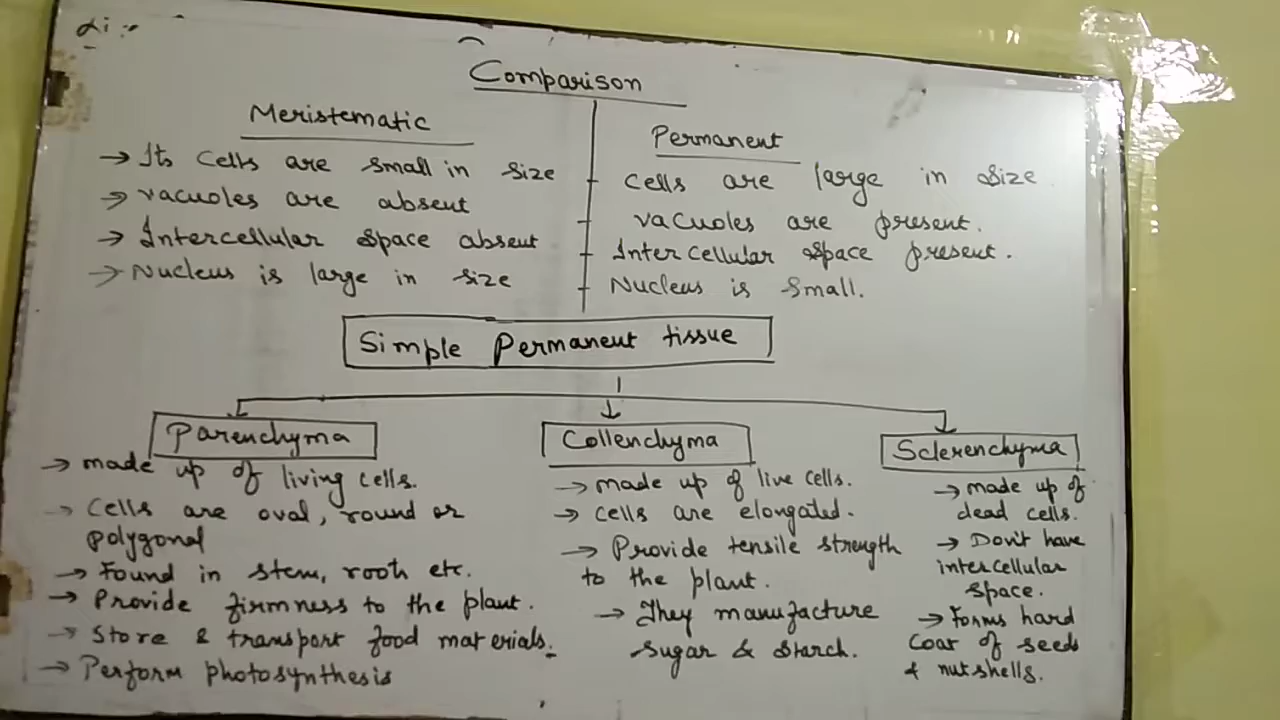 Comparison
Meristematic
→ Its cells are small in size
→ vacuoles are absent
→ Intercellular space absent
→ Nucleus is large in size
Permanent
cells are large in size
vacuoles are present.
Intercellular space present.
Nucleus is small.
Simple Permanent tissue
Parenchyma
→ made up of living cells.
→ cells are oval, round or
polygonal
→ Found in stem, root etc.
→ Provide firmness to the plant.
→ Store & transport food materials.
→ Perform photosynthesis
Collenchyma
→ made up of live cells.
→ cells are elongated.
→ Provide tensile strength
to the plant.
→ They manufacture
sugar & starch.
Sclerenchyma
→ made up of
dead cells.
→ Don't have
intercellular
space.
→ Forms hard
coat of seeds
& nutshells.